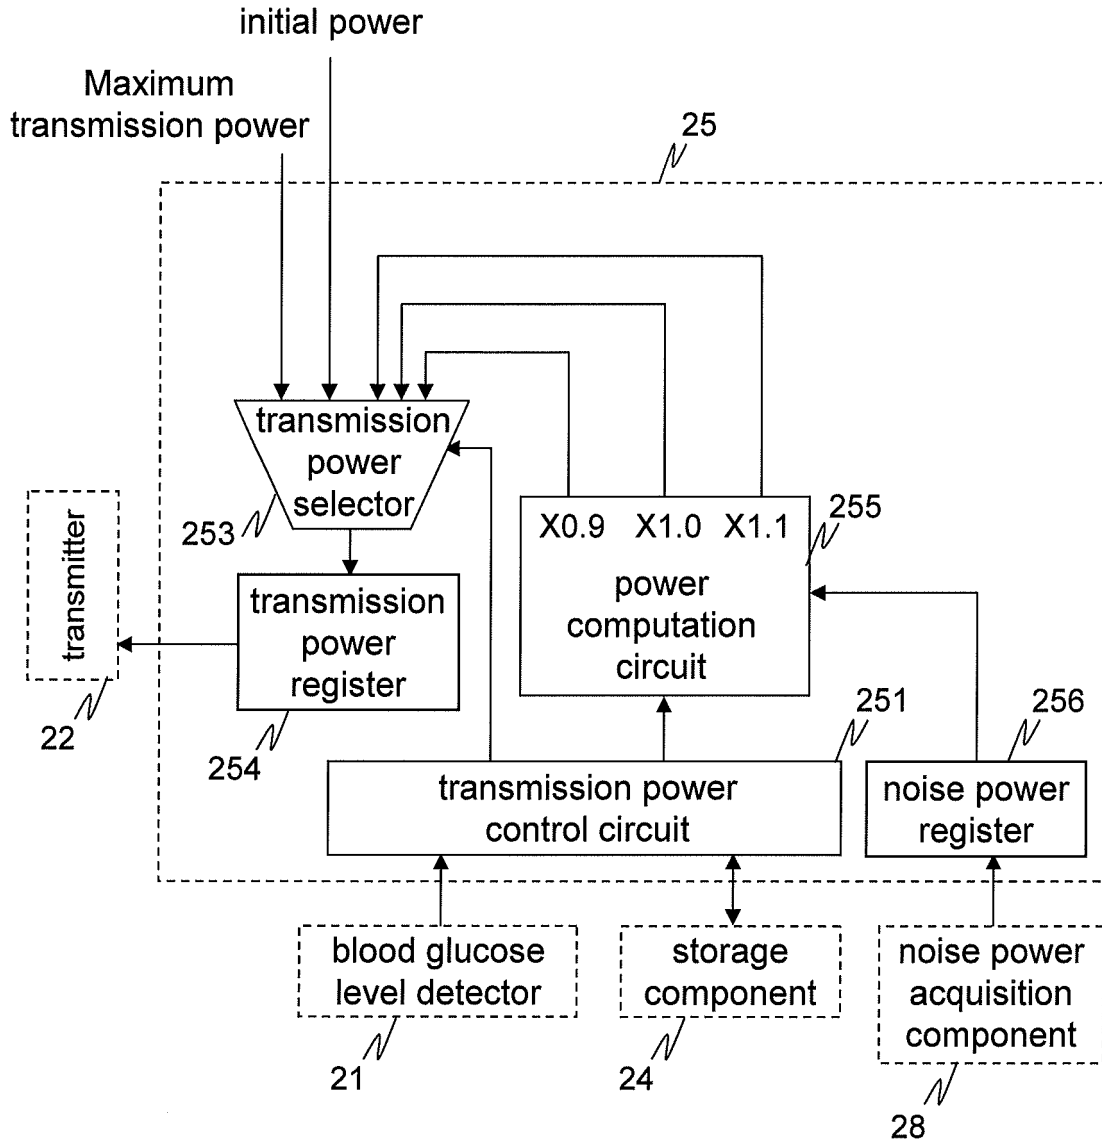 initial power
Maximum
transmission power
25
transmission
power
selector
253
X0.9 X1.0 X1.1
255
power
computation
circuit
transmitter
22
transmission
power
register
254
251
transmission power
control circuit
256
noise power
register
blood glucose
level detector
21
storage
component
24
noise power
acquisition
component
28